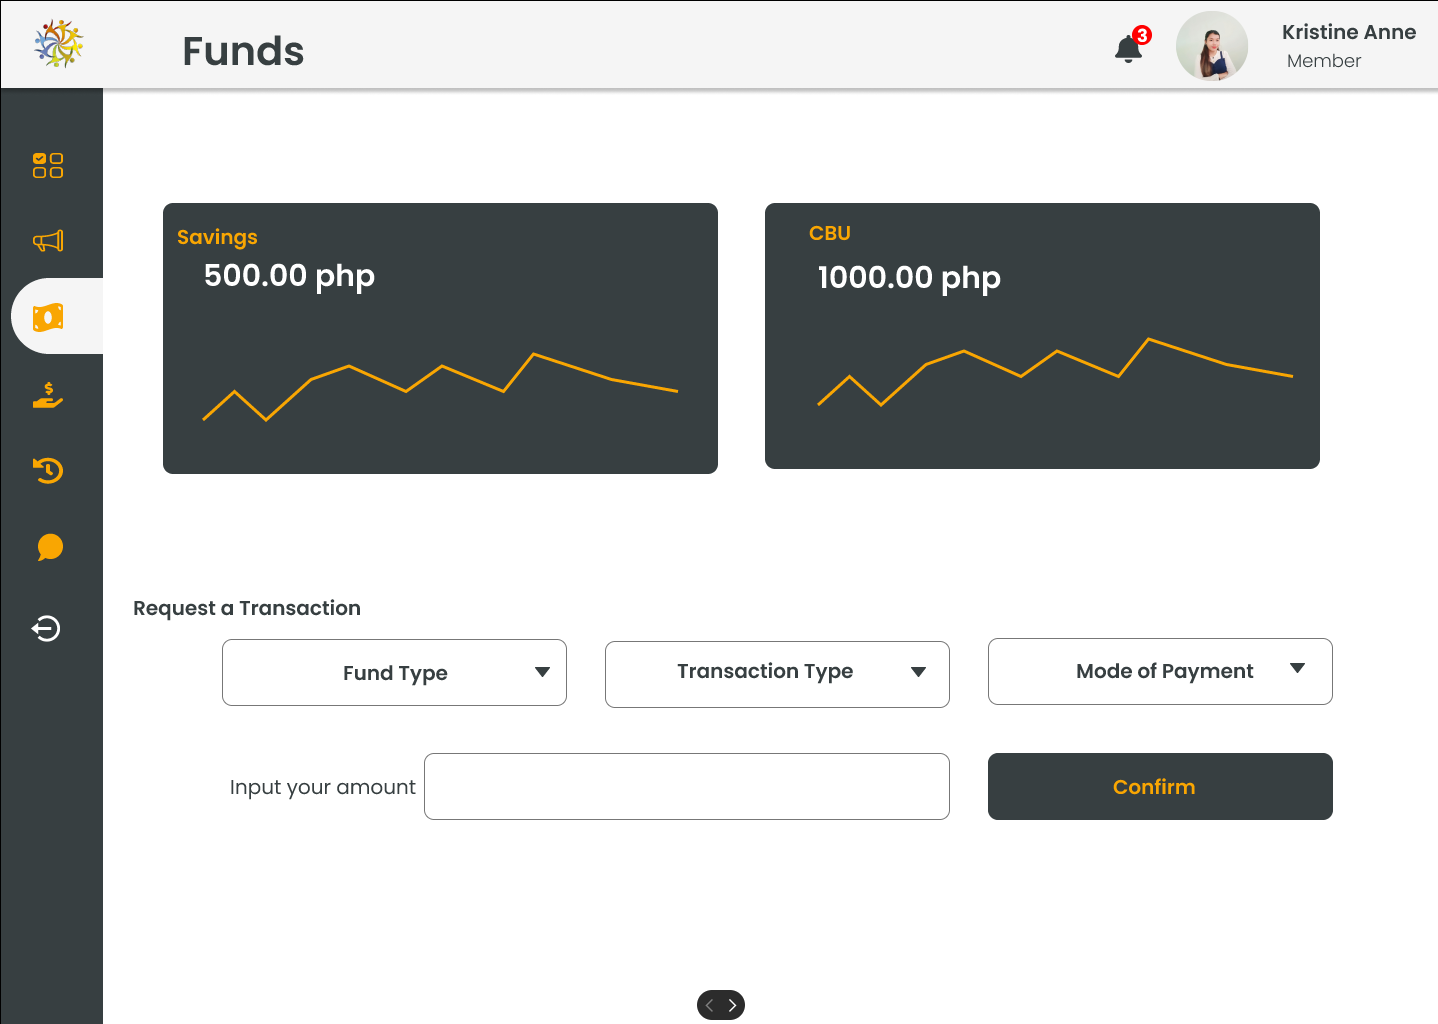 Funds
3
Kristine Anne
Member
Savings
500.00 php
CBU
1000.00 php
Request a Transaction
Fund Type
Transaction Type
Mode of Payment
Input your amount
Confirm